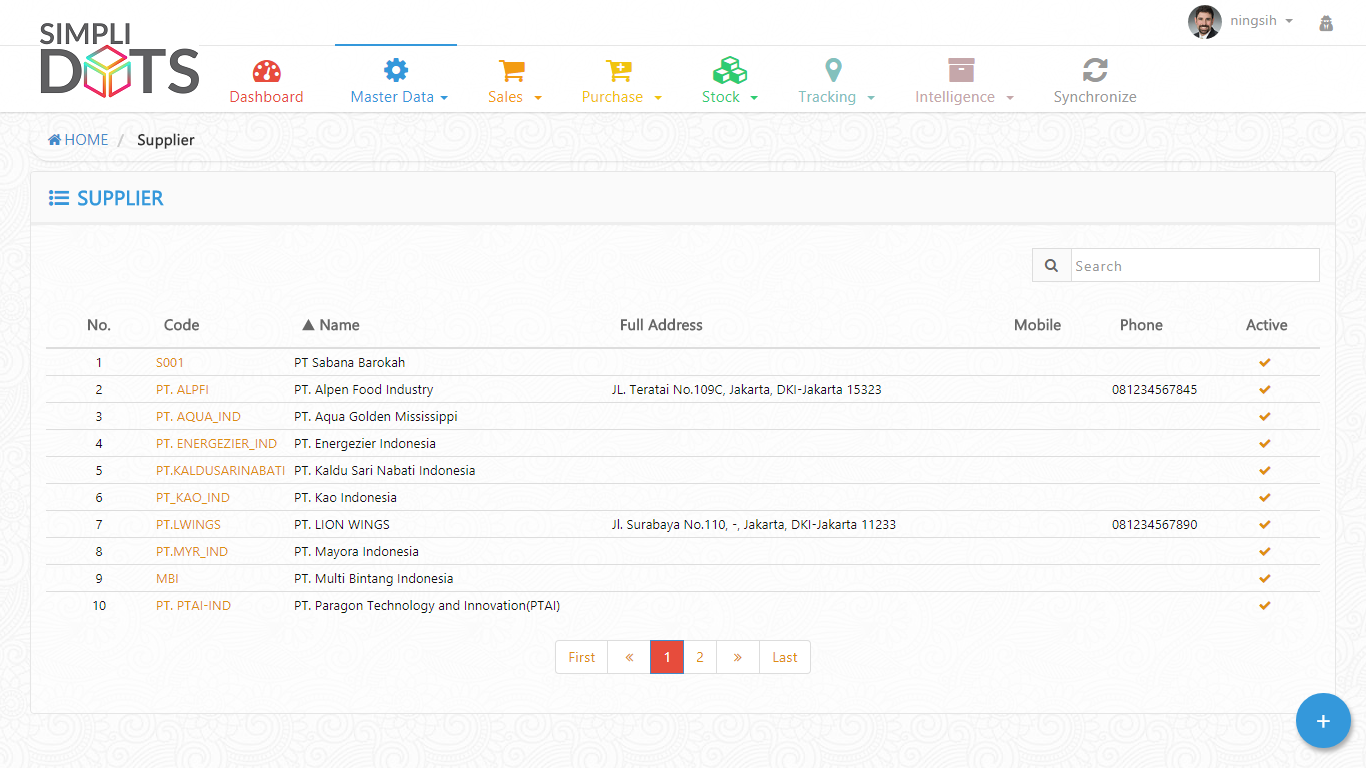 SIMPLI
DOTS
ningsih
Dashboard
Master Data
Sales
Purchase
Stock
Tracking
Intelligence
Synchronize
HOME / Supplier
SUPPLIER
Search
No. Code Name Full Address Mobile Phone Active
1 S001 PT Sabana Barokah
2 PT. ALPFI PT. Alpen Food Industry JL. Teratai No.109C, Jakarta, DKI-Jakarta 15323 081234567845
3 PT. AQUA_IND PT. Aqua Golden Mississippi
4 PT. ENERGEZIER_IND PT. Energezier Indonesia
5 PT.KALDUSARINABATI PT. Kaldu Sari Nabati Indonesia
6 PT_KAO_IND PT. Kao Indonesia
7 PT.LWINGS PT. LION WINGS Jl. Surabaya No.110, -, Jakarta, DKI-Jakarta 11233 081234567890
8 PT.MYR_IND PT. Mayora Indonesia
9 MBI PT. Multi Bintang Indonesia
10 PT. PTAI-IND PT. Paragon Technology and Innovation(PTAI)
First « 1 2 » Last
+